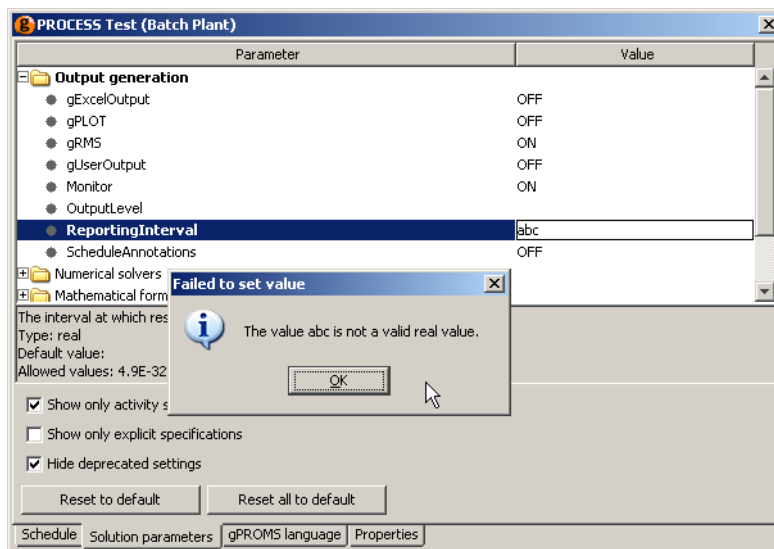 PROCESS Test (Batch Plant)
Parameter Value
Output generation
gExcelOutput OFF
gPLOT OFF
gRMS ON
gUserOutput OFF
Monitor ON
OutputLevel
ReportingInterval abc
ScheduleAnnotations OFF
Numerical solvers
Mathematical form
Failed to set value
The value abc is not a valid real value.
OK
The interval at which res
Type: real
Default value:
Allowed values: 4.9E-32
Show only activity s
Show only explicit specifications
Hide deprecated settings
Reset to default Reset all to default
Schedule Solution parameters gPROMS language Properties